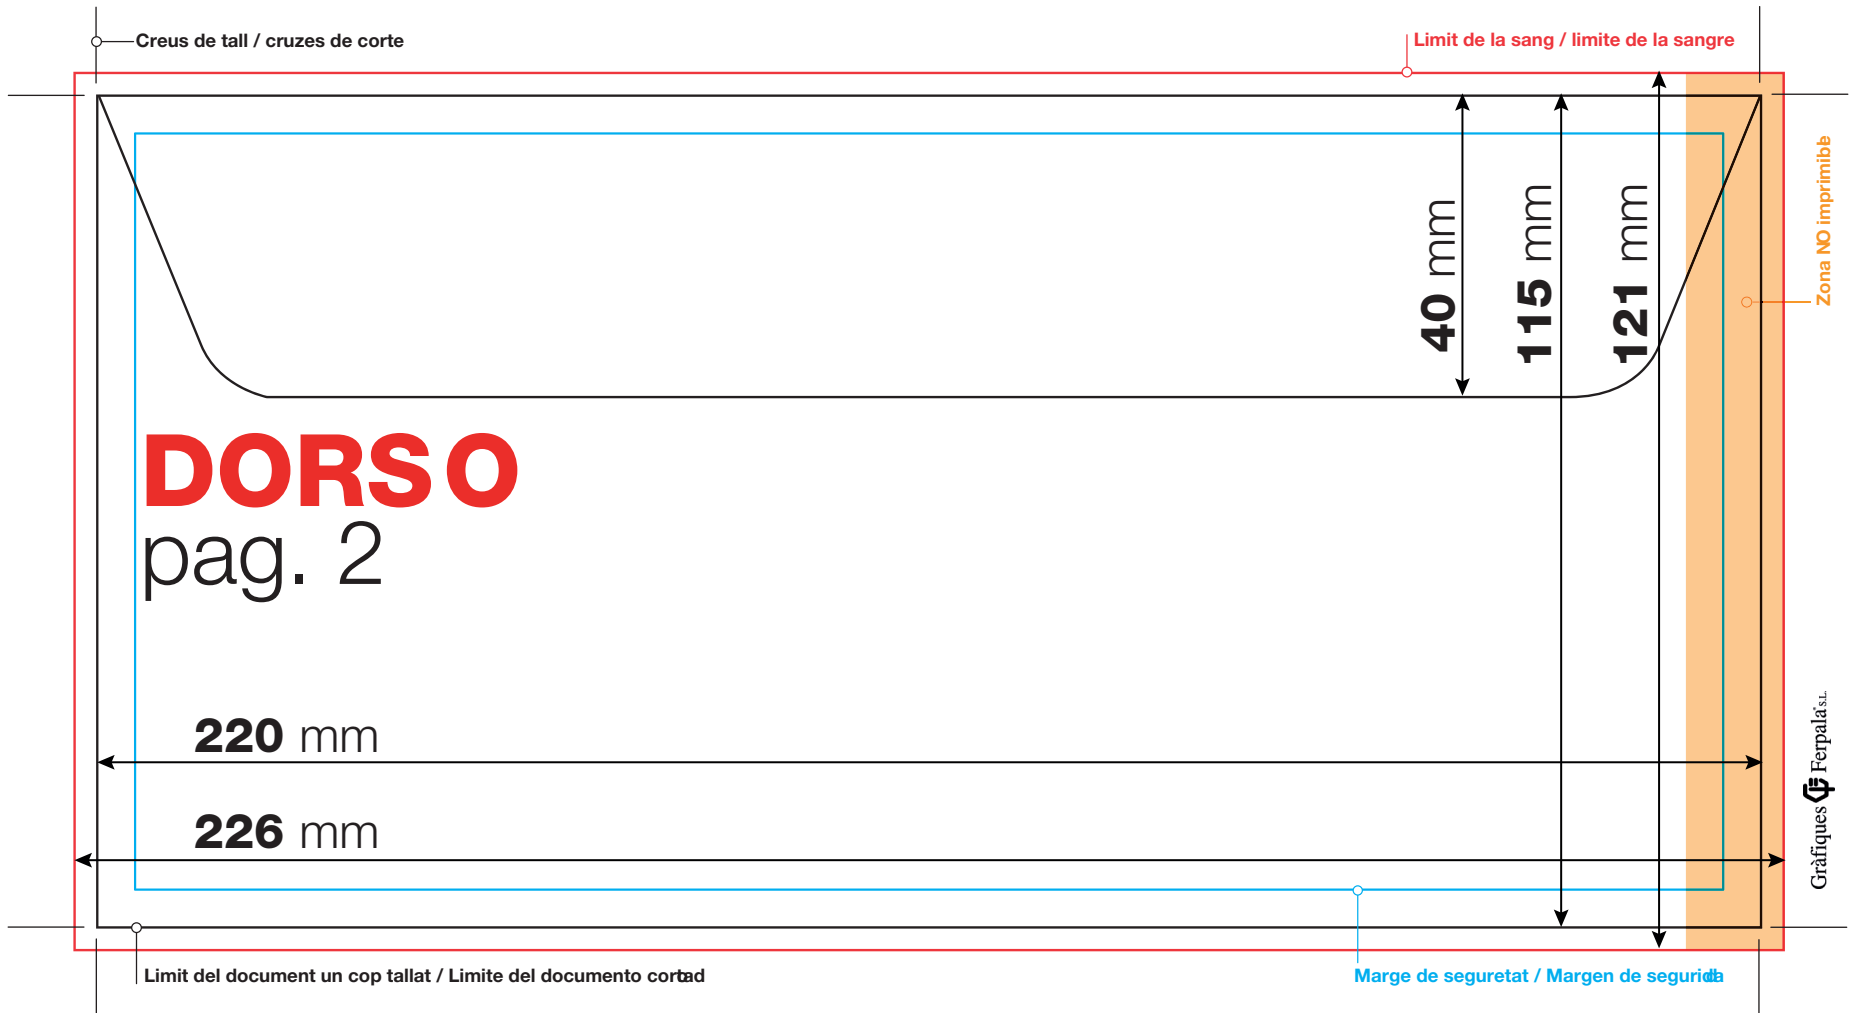 Creus de tall / cruzes de corte
Limit de la sang / limite de la sangre
Zona NO imprimible
40 mm
115 mm
121 mm
DORSO
pag. 2
220 mm
226 mm
Gràfiques Ferpala S.L.
Limit del document un cop tallat / Limite del documento cortad
Marge de seguretat / Margen de segurida